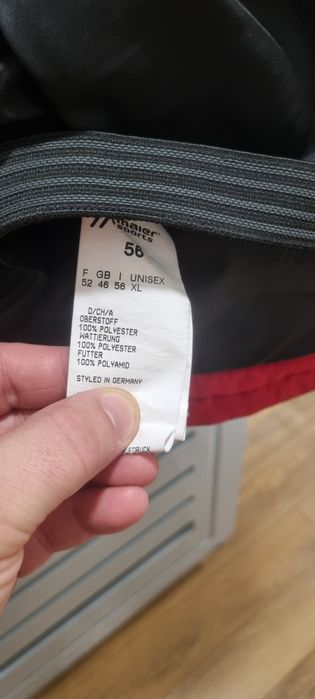 maier
sports
56
F GB I UNISEX
52 46 56 XL
D/CH/A
OBERSTOFF
100% POLYESTER
WATTIERUNG
100% POLYESTER
FUTTER
100% POLYAMID
STYLED IN GERMANY